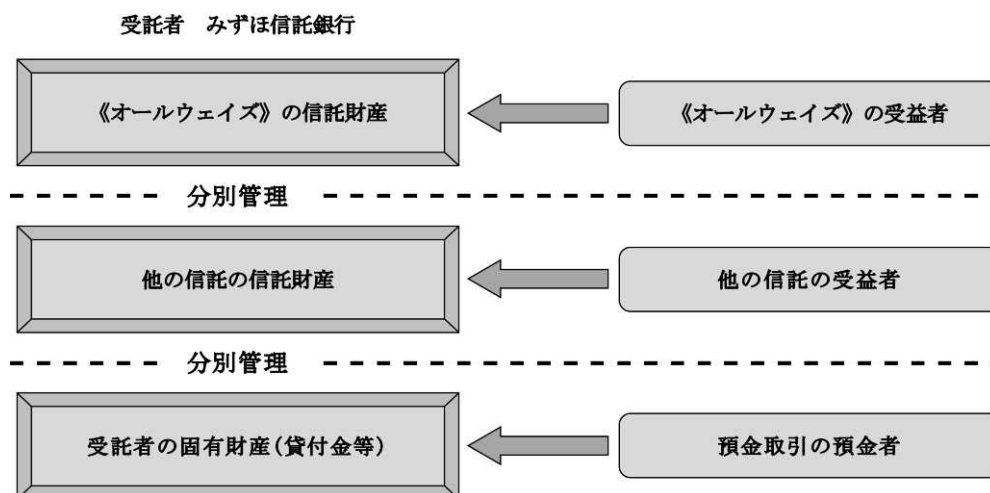 受託者　みずほ信託銀行
《オールウェイズ》の信託財産
《オールウェイズ》の受益者
分別管理
他の信託の信託財産
他の信託の受益者
分別管理
受託者の固有財産(貸付金等)
預金取引の預金者